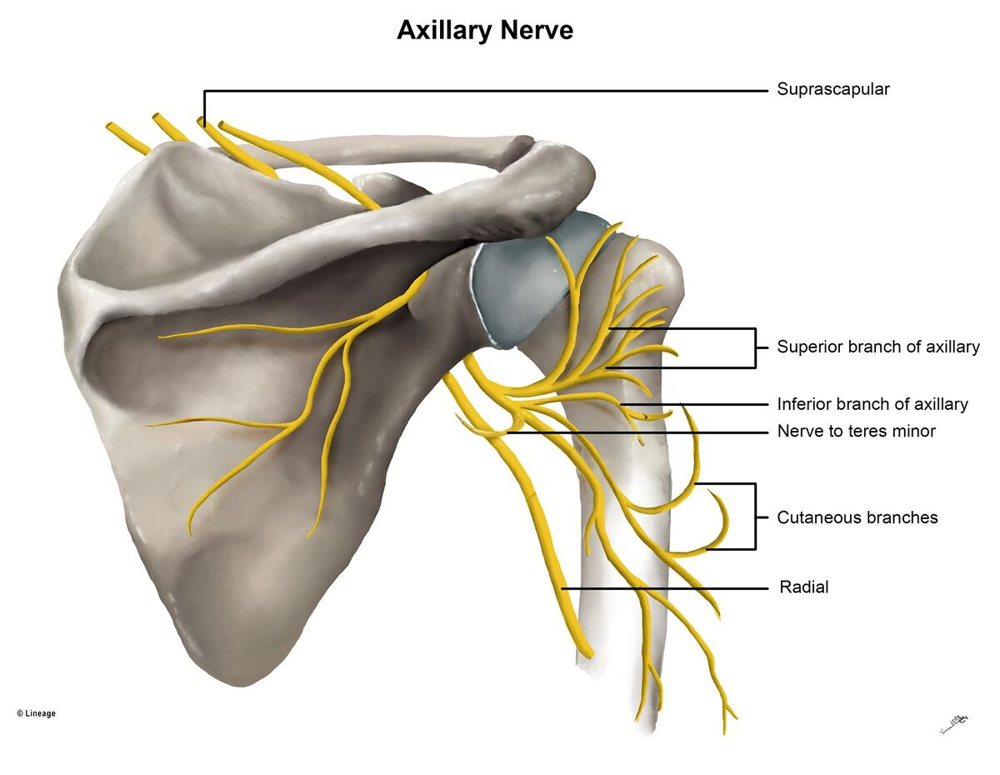 Axillary Nerve
Suprascapular
Superior branch of axillary
Inferior branch of axillary
Nerve to teres minor
Cutaneous branches
Radial
© Lineage